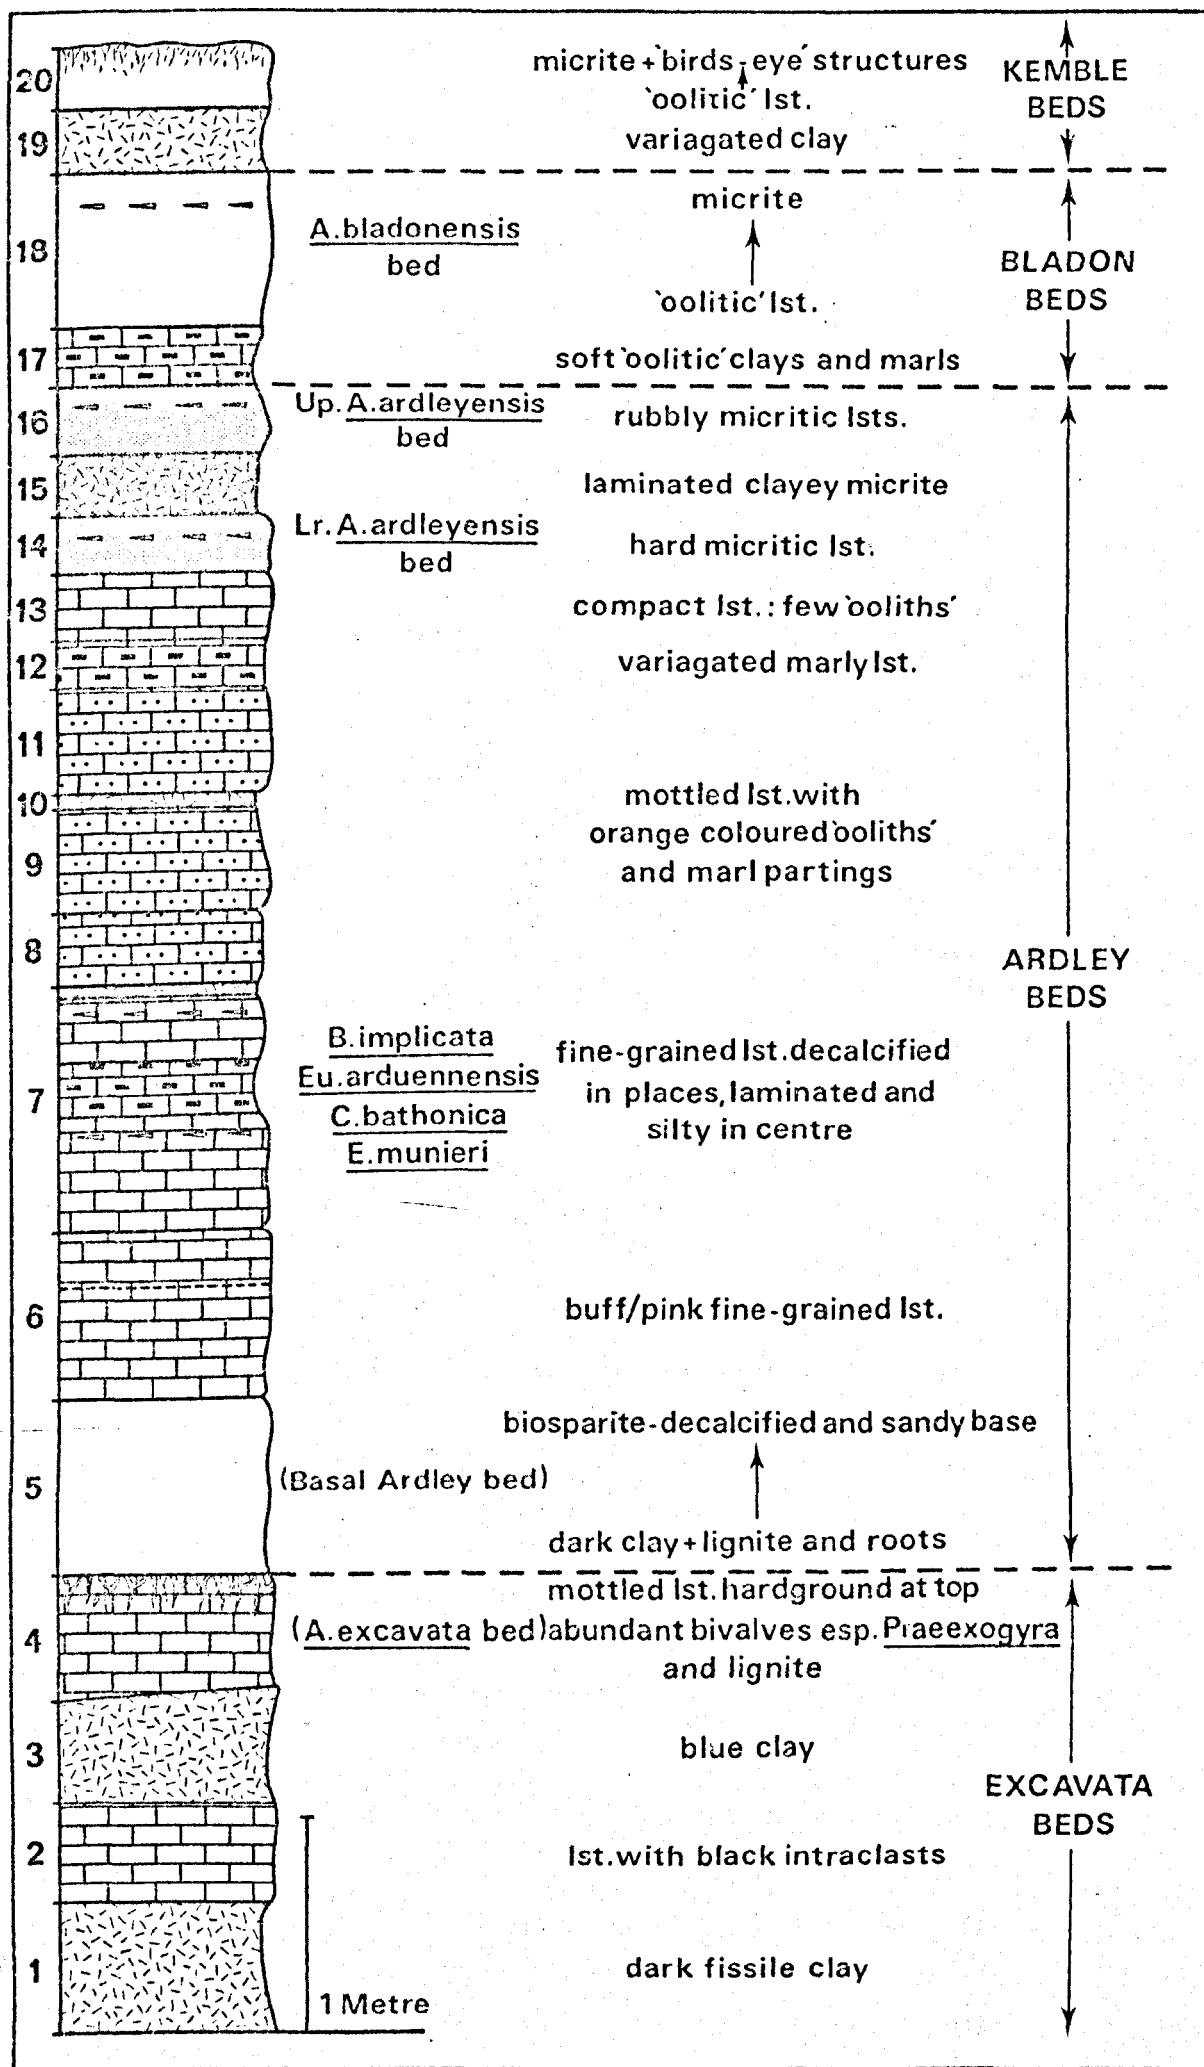 20
micrite + 'birds-eye' structures
'oolitic' lst.
KEMBLE
BEDS
19
variagated clay
18
A.bladonensis
bed
micrite
'oolitic' lst.
BLADON
BEDS
17
soft 'oolitic' clays and marls
16
Up. A.ardleyensis
bed
rubbly micritic lsts.
15
laminated clayey micrite
14
Lr. A.ardleyensis
bed
hard micritic lst.
13
compact lst.: few 'ooliths'
12
variagated marly lst.
11
10
mottled lst. with
orange coloured 'ooliths'
and marl partings
9
8
ARDLEY
BEDS
7
B.implicata
Eu.arduennensis
C.bathonica
E.munieri
fine-grained lst. decalcified
in places, laminated and
silty in centre
6
buff/pink fine-grained lst.
5
(Basal Ardley bed)
biosparite-decalcified and sandy base
dark clay + lignite and roots
4
mottled lst. hardground at top
(A.excavata bed) abundant bivalves esp. Praeexogyra
and lignite
3
blue clay
EXCAVATA
BEDS
2
lst. with black intraclasts
1
dark fissile clay
1 Metre